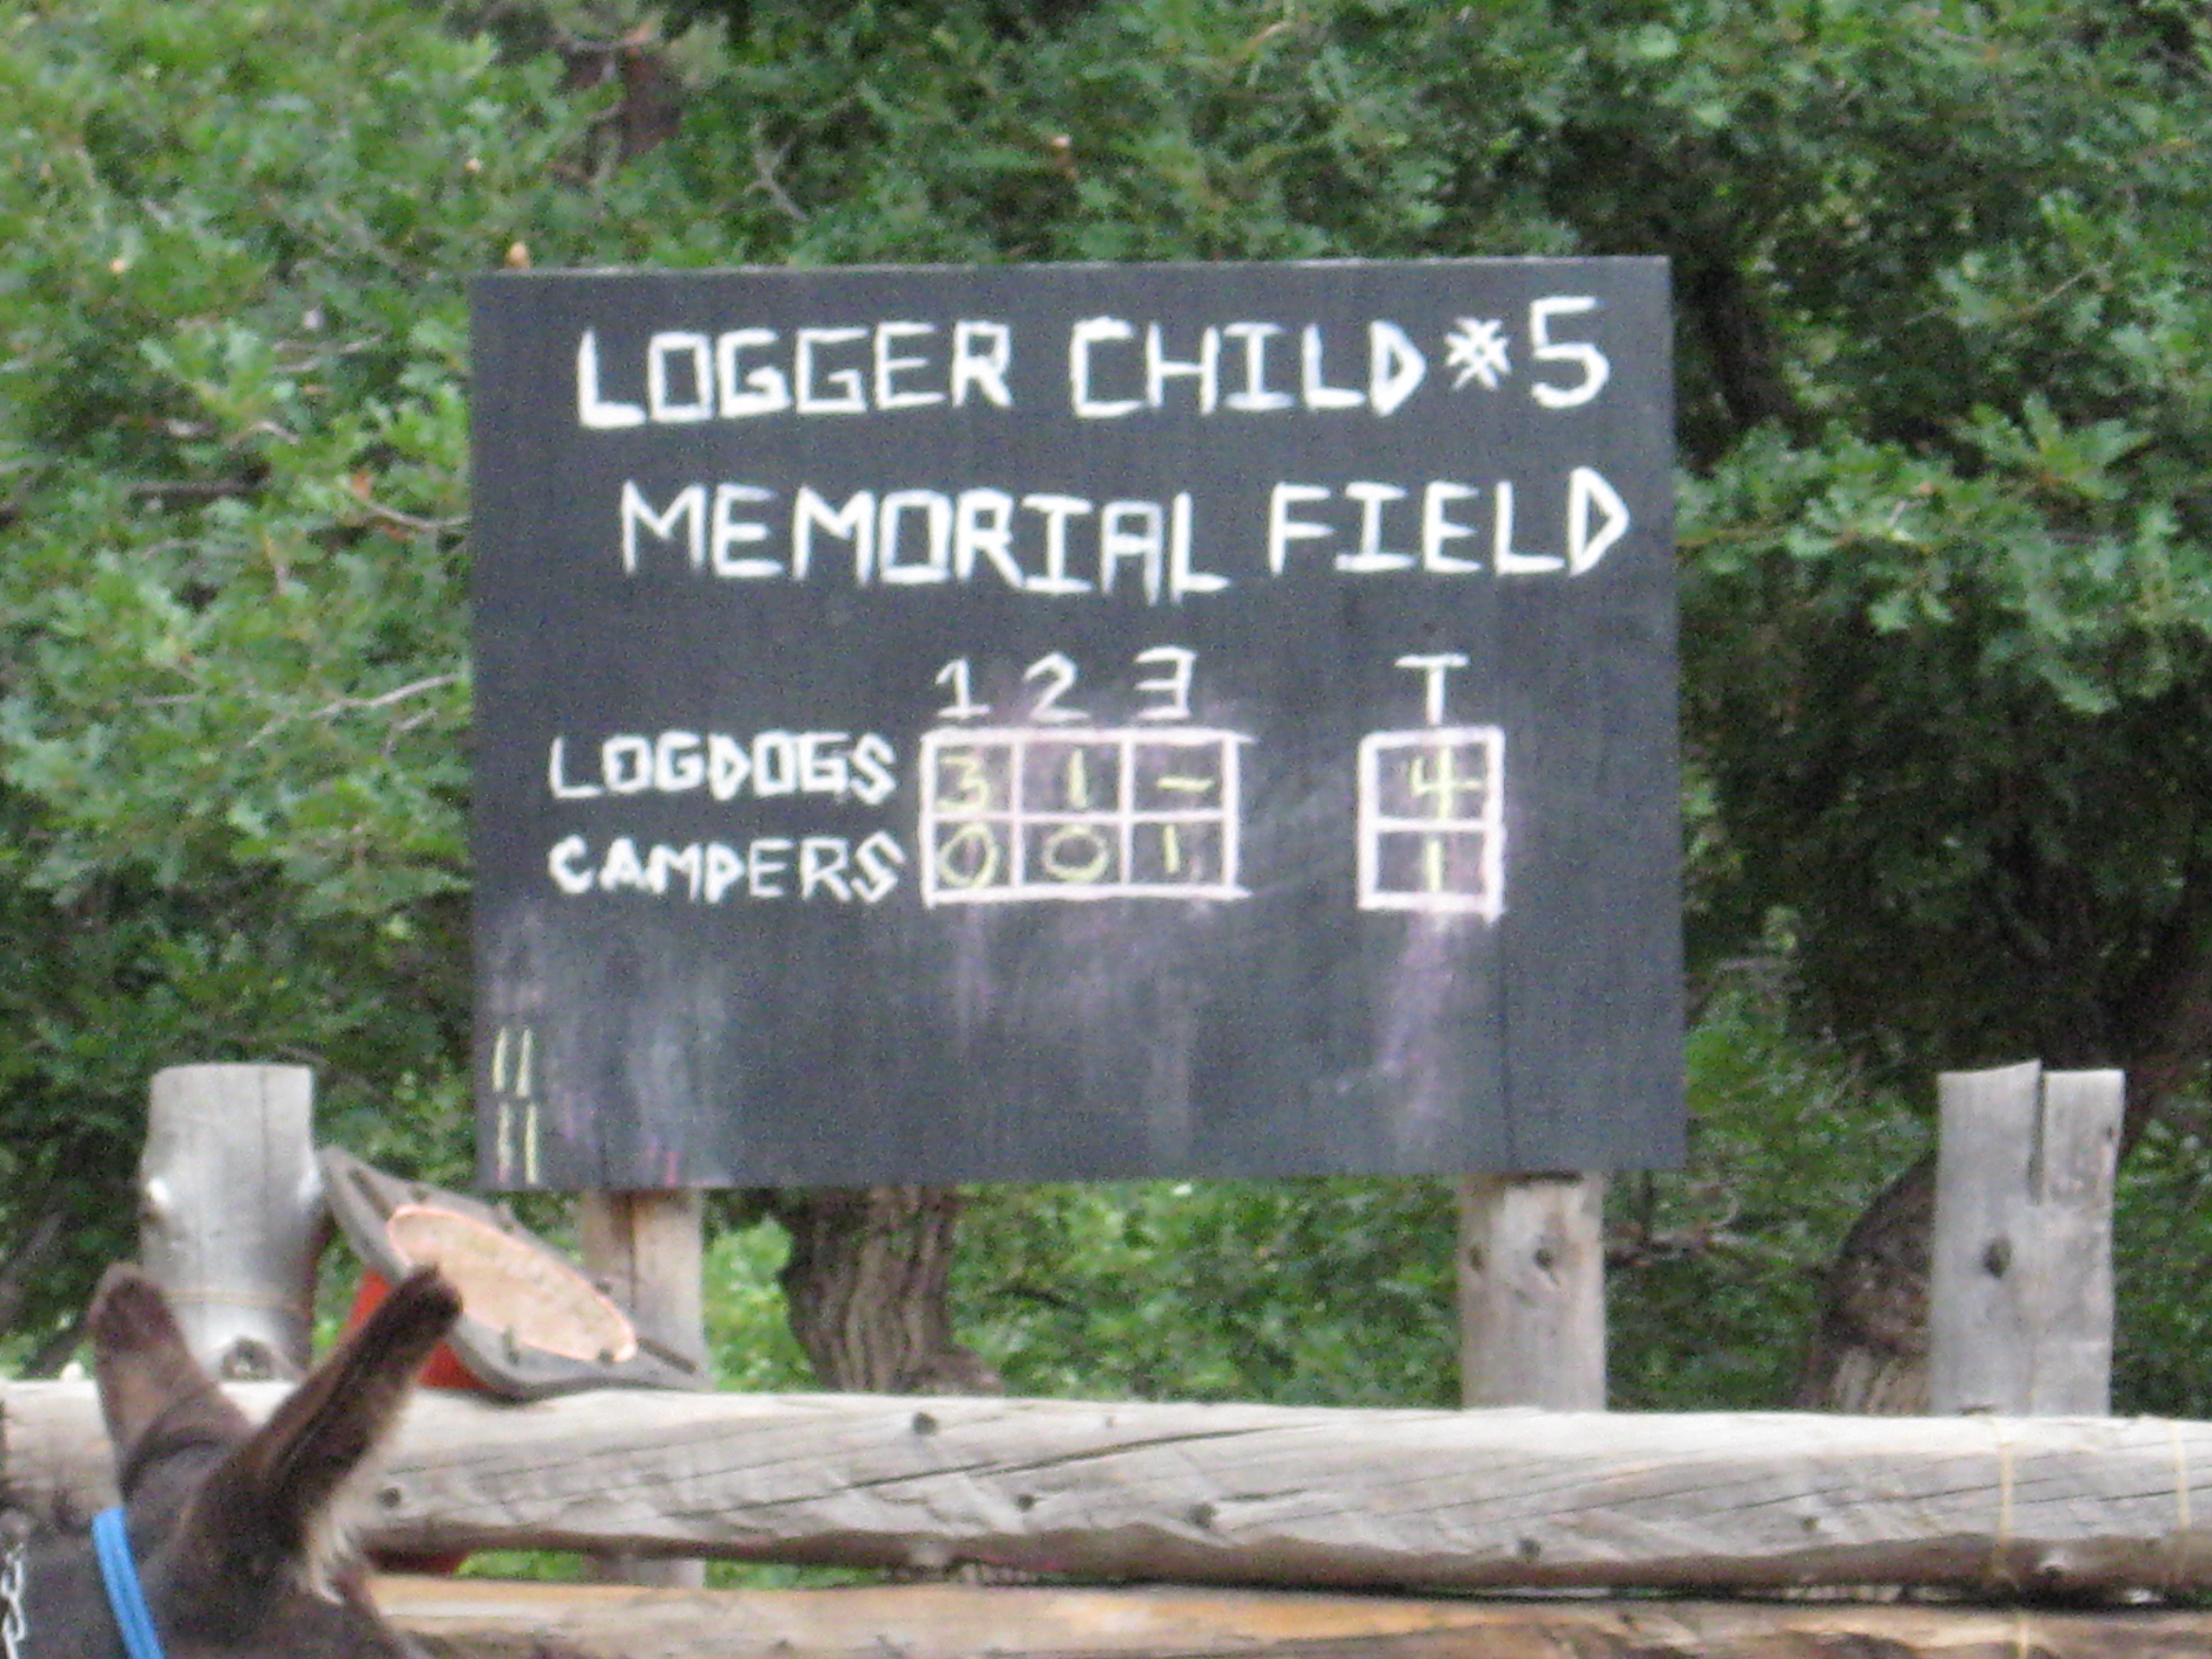 LOGGER CHILD #5
MEMORIAL FIELD
1 2 3 T
LOGDOGS 3 1 - 4
CAMPERS 0 0 1 1